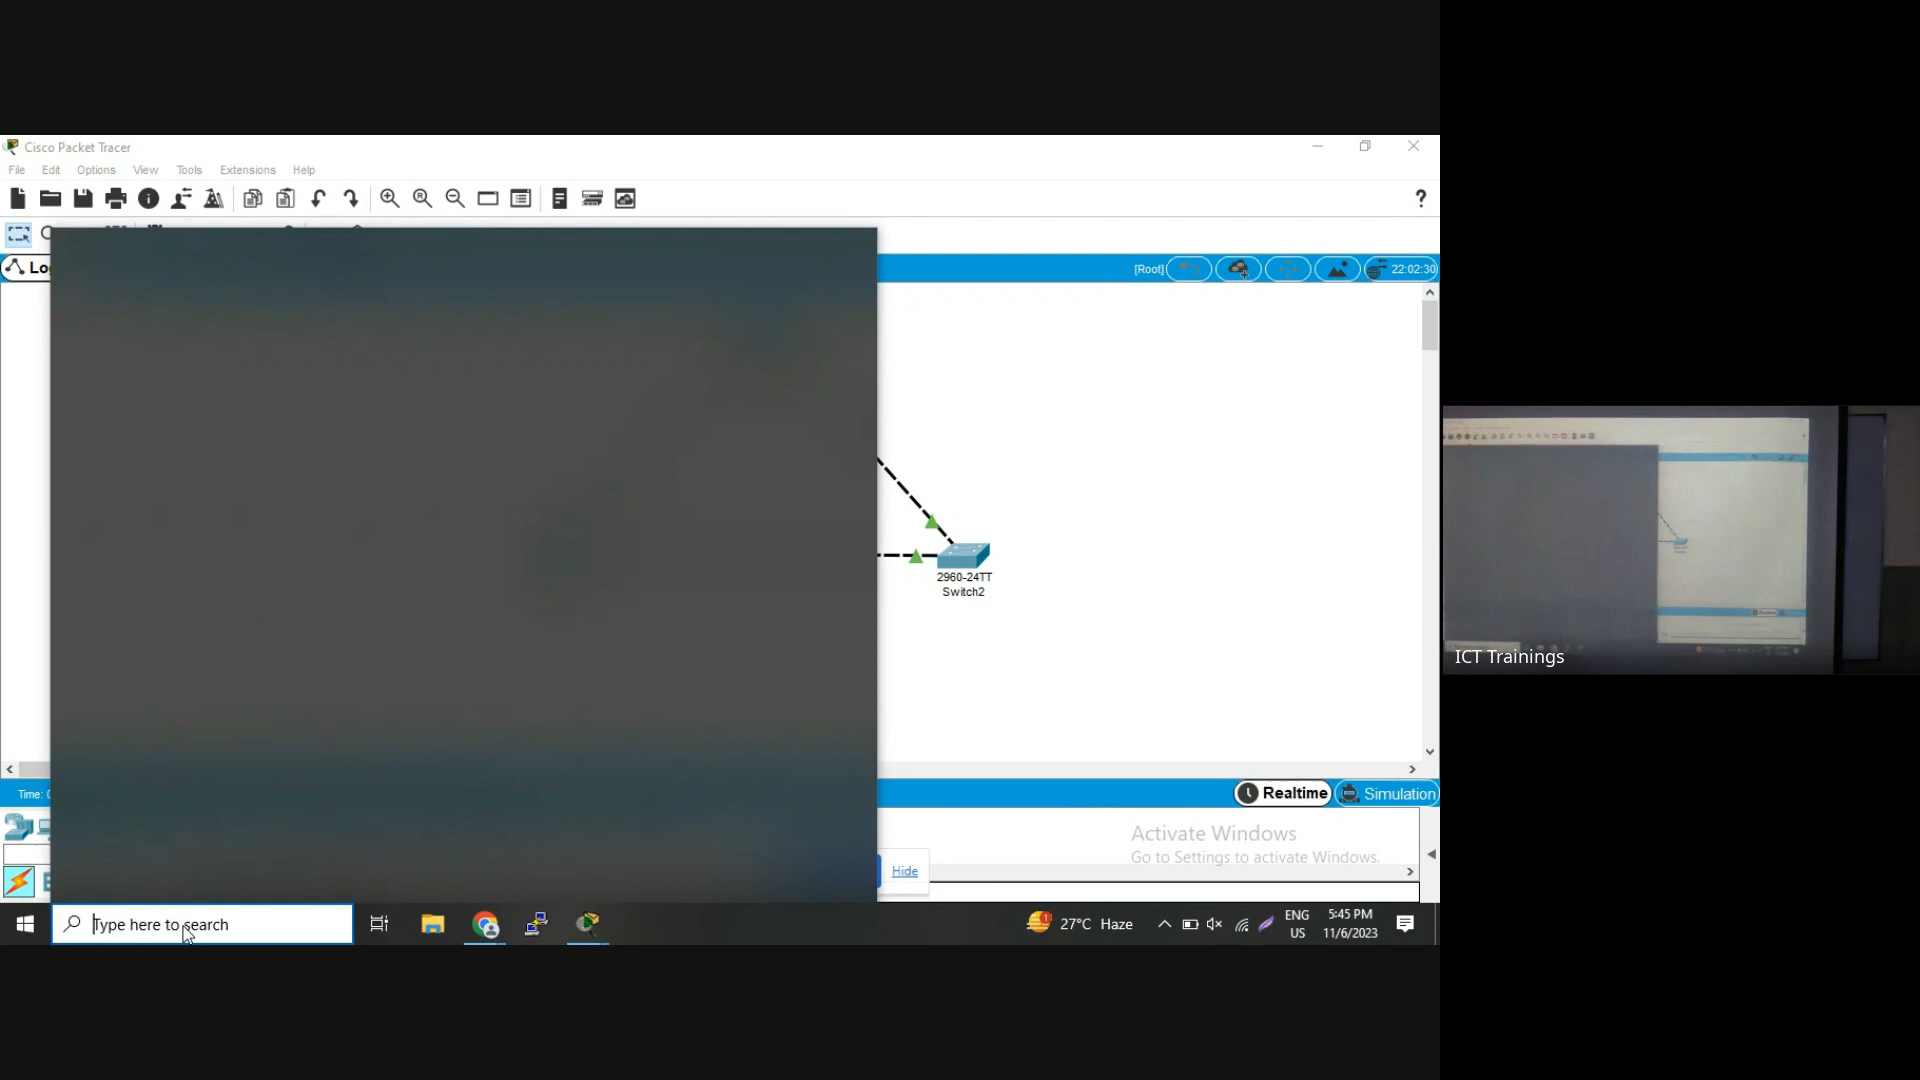 Cisco Packet Tracer
File Edit Options View Tools Extensions Help
Lo
[Root]
22:02:30
2960-24TT
Switch2
Time:
Realtime
Simulation
Activate Windows
Go to Settings to activate Windows.
Hide
Type here to search
27°C Haze
ENG
US
5:45 PM
11/6/2023
ICT Trainings